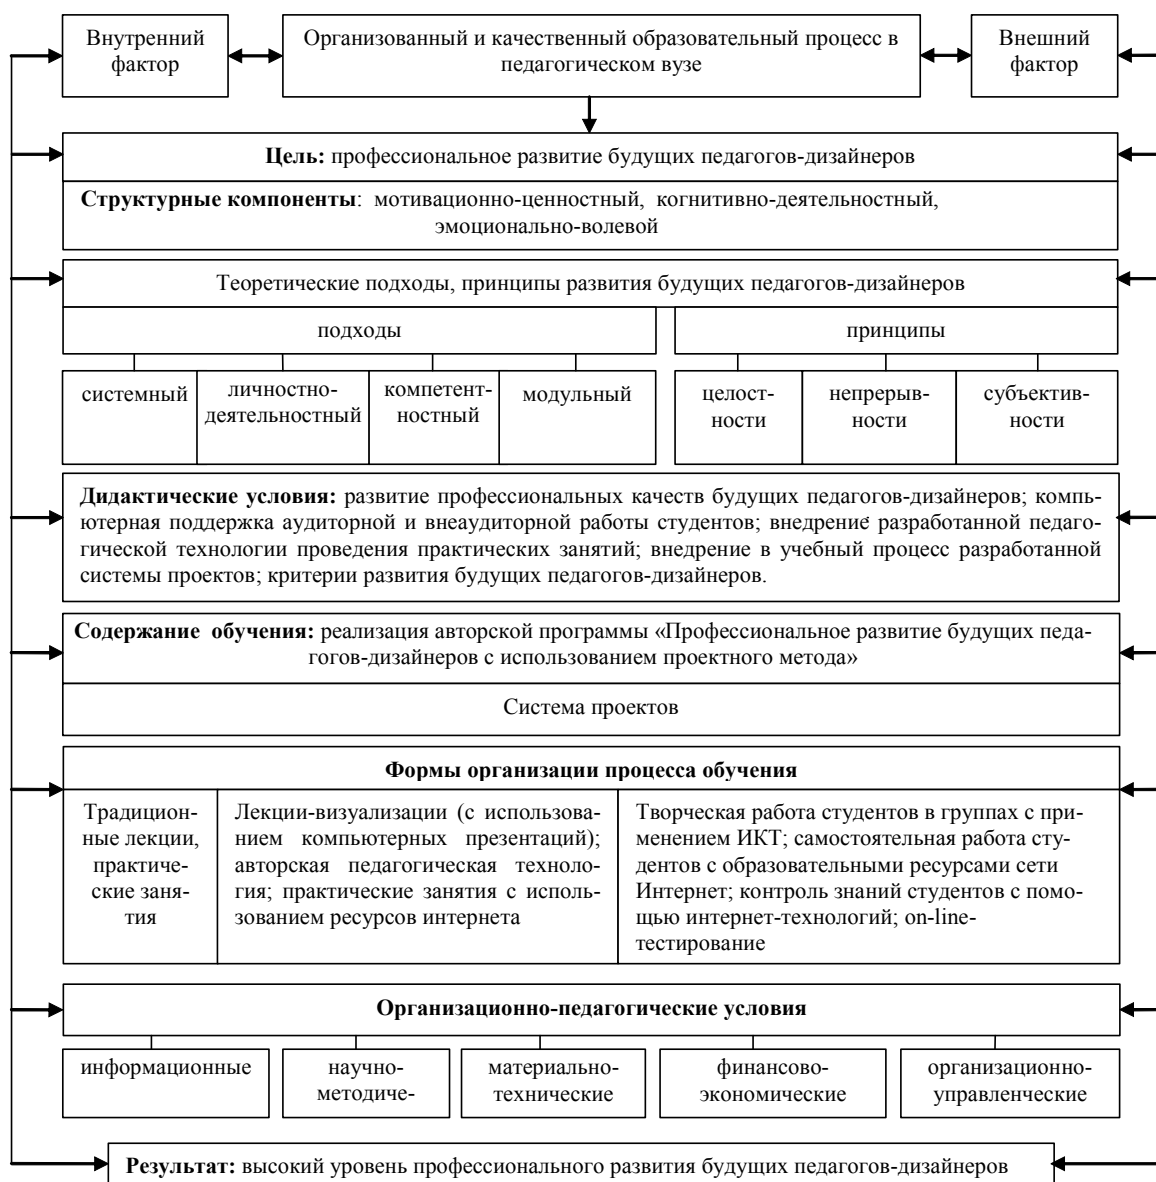 Внутренний
фактор
Организованный и качественный образовательный процесс в
педагогическом вузе
Внешний
фактор
Цель: профессиональное развитие будущих педагогов-дизайнеров
Структурные компоненты: мотивационно-ценностный, когнитивно-деятельностный,
эмоционально-волевой
Теоретические подходы, принципы развития будущих педагогов-дизайнеров
подходы
принципы
системный
личностно-
деятельностный
компетент-
ностный
модульный
целост-
ности
непрерыв-
ности
субъектив-
ности
Дидактические условия: развитие профессиональных качеств будущих педагогов-дизайнеров; компь-
ютерная поддержка аудиторной и внеаудиторной работы студентов; внедрение разработанной педаго-
гической технологии проведения практических занятий; внедрение в учебный процесс разработанной
системы проектов; критерии развития будущих педагогов-дизайнеров.
Содержание обучения: реализация авторской программы «Профессиональное развитие будущих педа-
гогов-дизайнеров с использованием проектного метода»
Система проектов
Формы организации процесса обучения
Традицион-
ные лекции,
практиче-
ские заня-
тия
Лекции-визуализации (с использова-
нием компьютерных презентаций);
авторская педагогическая техноло-
гия; практические занятия с исполь-
зованием ресурсов интернета
Творческая работа студентов в группах с при-
менением ИКТ; самостоятельная работа сту-
дентов с образовательными ресурсами сети
Интернет; контроль знаний студентов с помо-
щью интернет-технологий; on-line-
тестирование
Организационно-педагогические условия
информационные
научно-
методиче-
материально-
технические
финансово-
экономические
организационно-
управленческие
Результат: высокий уровень профессионального развития будущих педагогов-дизайнеров